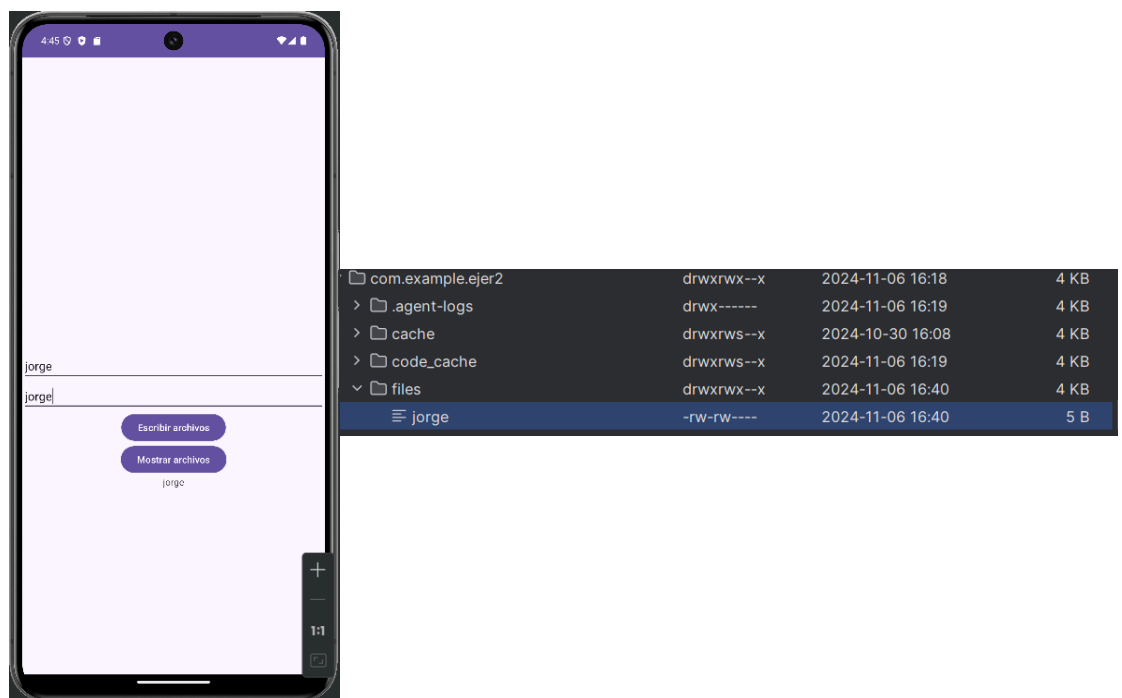 4:45
jorge
jorge
Escribir archivos
Mostrar archivos
jorge
1:1
com.example.ejer2 drwxrwx--x 2024-11-06 16:18 4 KB
.agent-logs drwx------ 2024-11-06 16:19 4 KB
cache drwxrws--x 2024-10-30 16:08 4 KB
code_cache drwxrws--x 2024-11-06 16:19 4 KB
files drwxrwx--x 2024-11-06 16:40 4 KB
jorge -rw-rw---- 2024-11-06 16:40 5 B